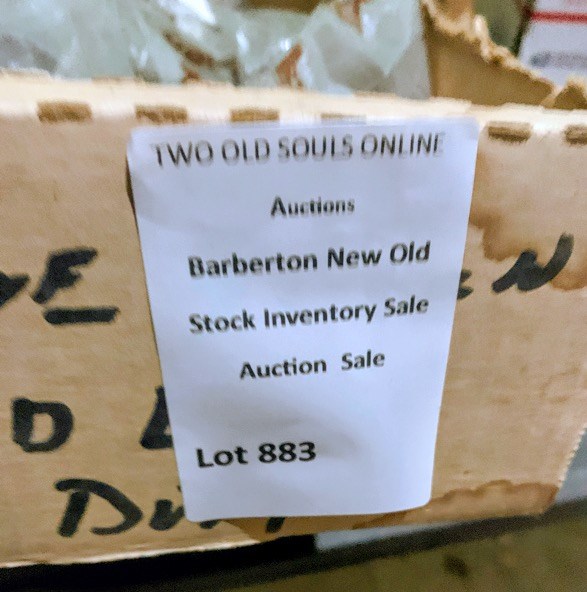 TWO OLD SOULS ONLINE
Auctions
Barberton New Old
Stock Inventory Sale
Auction Sale
Lot 883
D